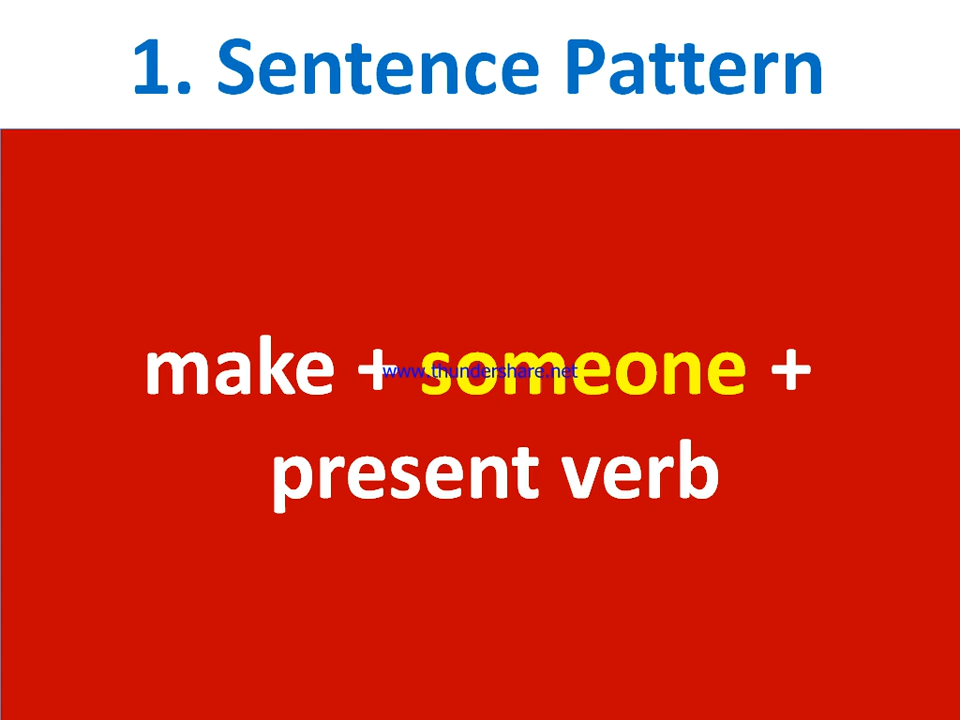 1. Sentence Pattern
make + someone +
www.thundershare.net
present verb